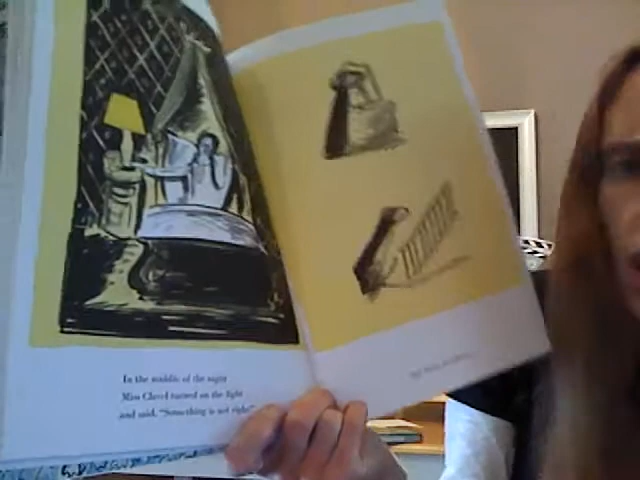 In the middle of the night
Miss Clavel turned on the light
and said, "Something is not right!"